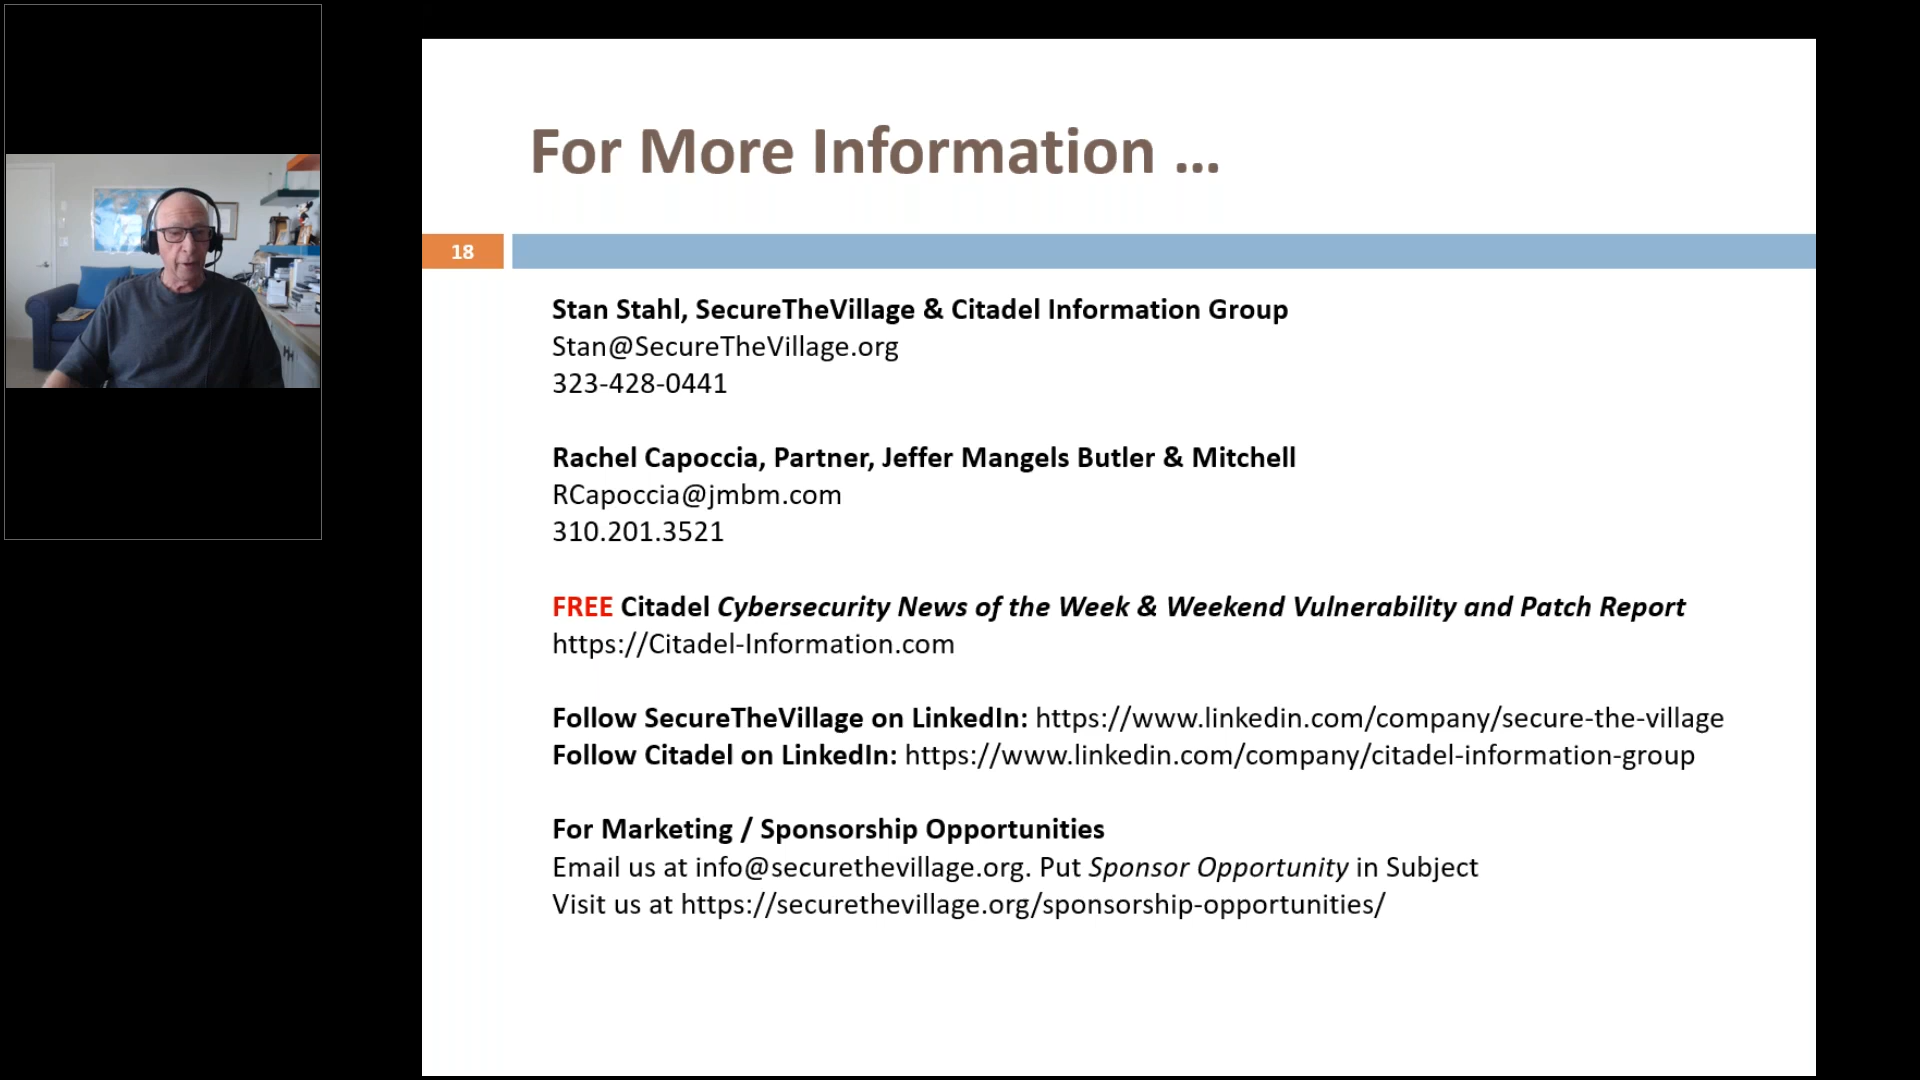 For More Information ...
18
Stan Stahl, SecureTheVillage & Citadel Information Group
Stan@SecureTheVillage.org
323-428-0441
Rachel Capoccia, Partner, Jeffer Mangels Butler & Mitchell
RCapoccia@jmbm.com
310.201.3521
FREE Citadel Cybersecurity News of the Week & Weekend Vulnerability and Patch Report
https://Citadel-Information.com
Follow SecureTheVillage on LinkedIn: https://www.linkedin.com/company/secure-the-village
Follow Citadel on LinkedIn: https://www.linkedin.com/company/citadel-information-group
For Marketing / Sponsorship Opportunities
Email us at info@securethevillage.org. Put Sponsor Opportunity in Subject
Visit us at https://securethevillage.org/sponsorship-opportunities/